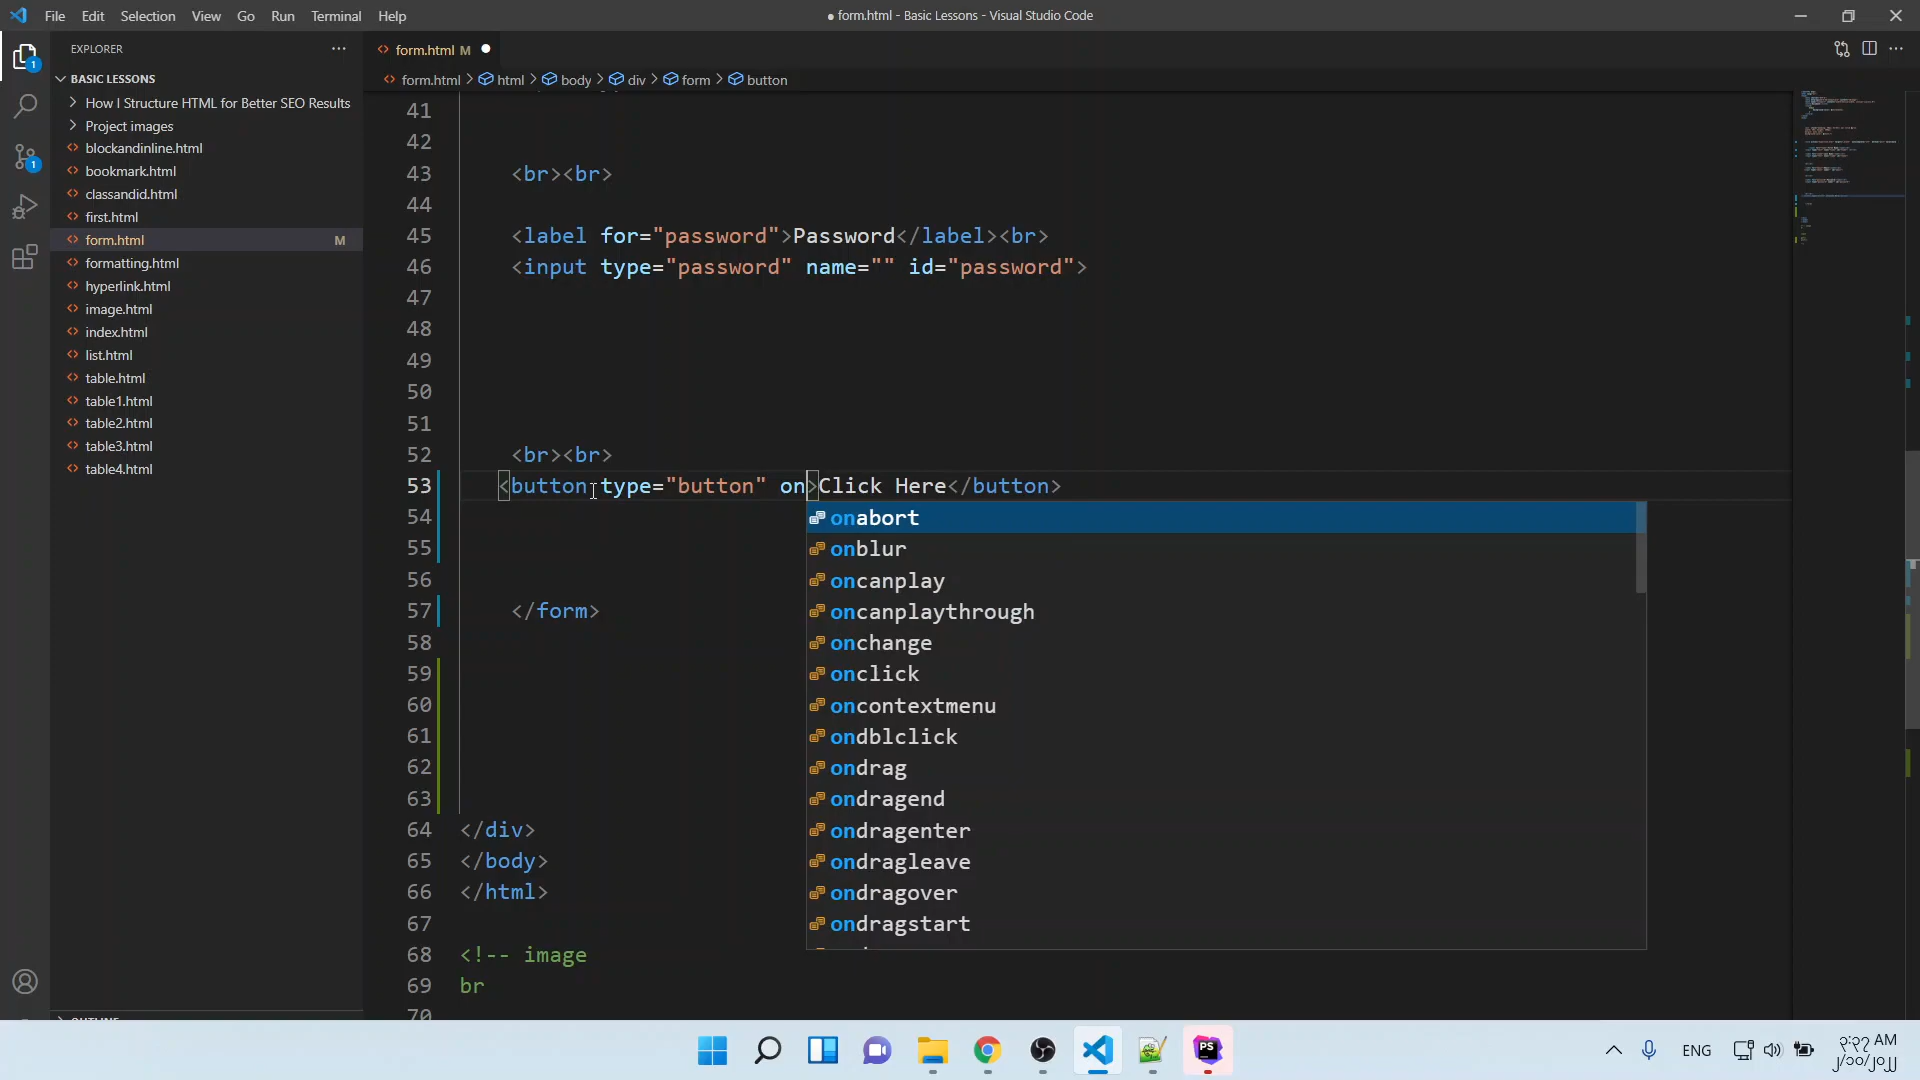 File Edit Selection View Go Run Terminal Help
● form.html - Basic Lessons - Visual Studio Code
EXPLORER
BASIC LESSONS
How I Structure HTML for Better SEO Results
Project images
blockandinline.html
bookmark.html
classandid.html
first.html
form.html M
formatting.html
hyperlink.html
image.html
index.html
list.html
table.html
table1.html
table2.html
table3.html
table4.html
form.html M
form.html > html > body > div > form > button
41
42
43 <br><br>
44
45 <label for="password">Password</label><br>
46 <input type="password" name="" id="password">
47
48
49
50
51
52 <br><br>
53 <button type="button" on>Click Here</button>
54
55
56
57 </form>
58
59
60
61
62
63
64 </div>
65 </body>
66 </html>
67
68 <!-- image
69 br
70
onabort
onblur
oncanplay
oncanplaythrough
onchange
onclick
oncontextmenu
ondblclick
ondrag
ondragend
ondragenter
ondragleave
ondragover
ondragstart
1
1
PS
ENG
AM